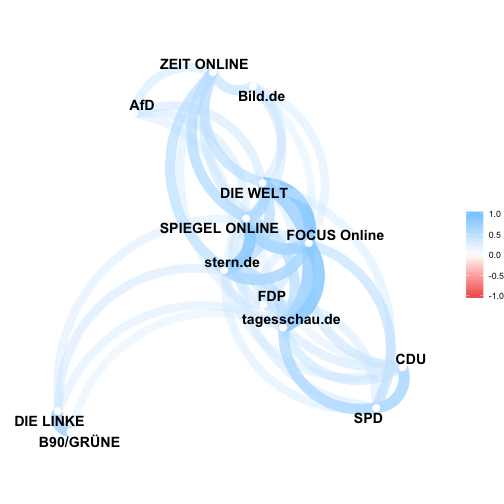 ZEIT ONLINE
Bild.de
AfD
DIE WELT
SPIEGEL ONLINE
FOCUS Online
stern.de
FDP
tagesschau.de
CDU
SPD
DIE LINKE
B90/GRÜNE
1.0
0.5
0.0
-0.5
-1.0